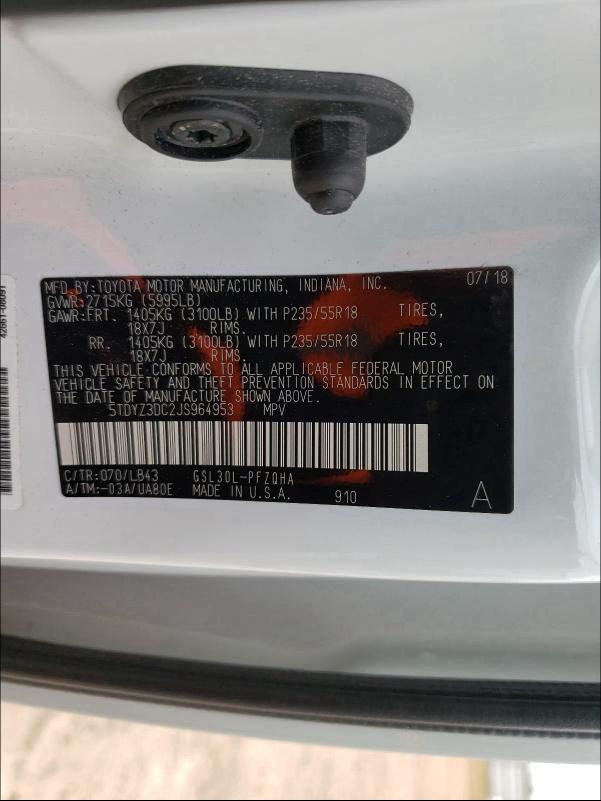 MFD.BY:TOYOTA MOTOR MANUFACTURING, INDIANA, INC. 07/18
GVWR:2715KG (5995LB)
GAWR:FRT. 1405KG (3100LB) WITH P235/55R18 TIRES,
18X7J RIMS.
RR. 1405KG (3100LB) WITH P235/55R18 TIRES,
18X7J RIMS.
THIS VEHICLE CONFORMS TO ALL APPLICABLE FEDERAL MOTOR
VEHICLE SAFETY AND THEFT PREVENTION STANDARDS IN EFFECT ON
THE DATE OF MANUFACTURE SHOWN ABOVE.
5TDYZ3DC2JS964953 MPV
C/TR:070/LB43 GSL30L-PFZQHA
A/TM:-03A/UA80E MADE IN U.S.A. 910 A
42661-08091